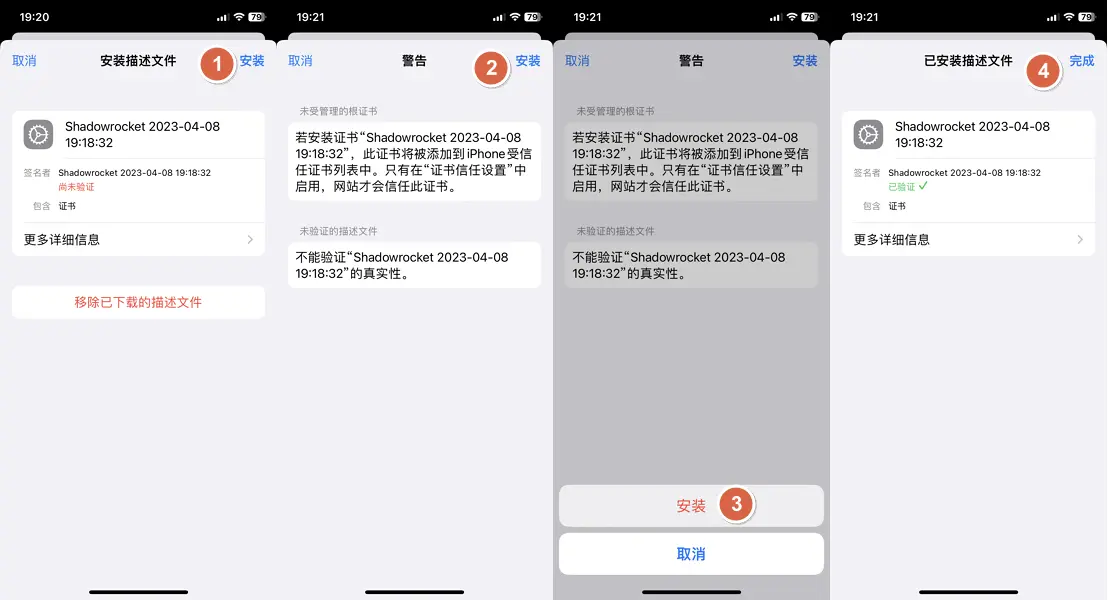 19:20
79
取消
安装描述文件
1
安装
Shadowrocket 2023-04-08
19:18:32
签名者 Shadowrocket 2023-04-08 19:18:32
尚未验证
包含 证书
更多详细信息
移除已下载的描述文件
19:21
79
取消
警告
2
安装
未受管理的根证书
若安装证书“Shadowrocket 2023-04-08
19:18:32”，此证书将被添加到 iPhone 受信
任证书列表中。只有在“证书信任设置”中
启用，网站才会信任此证书。
未验证的描述文件
不能验证“Shadowrocket 2023-04-08
19:18:32”的真实性。
19:21
79
取消
警告
安装
未受管理的根证书
若安装证书“Shadowrocket 2023-04-08
19:18:32”，此证书将被添加到 iPhone 受信
任证书列表中。只有在“证书信任设置”中
启用，网站才会信任此证书。
未验证的描述文件
不能验证“Shadowrocket 2023-04-08
19:18:32”的真实性。
安装
3
取消
19:21
79
已安装描述文件
4
完成
Shadowrocket 2023-04-08
19:18:32
签名者 Shadowrocket 2023-04-08 19:18:32
已验证
包含 证书
更多详细信息